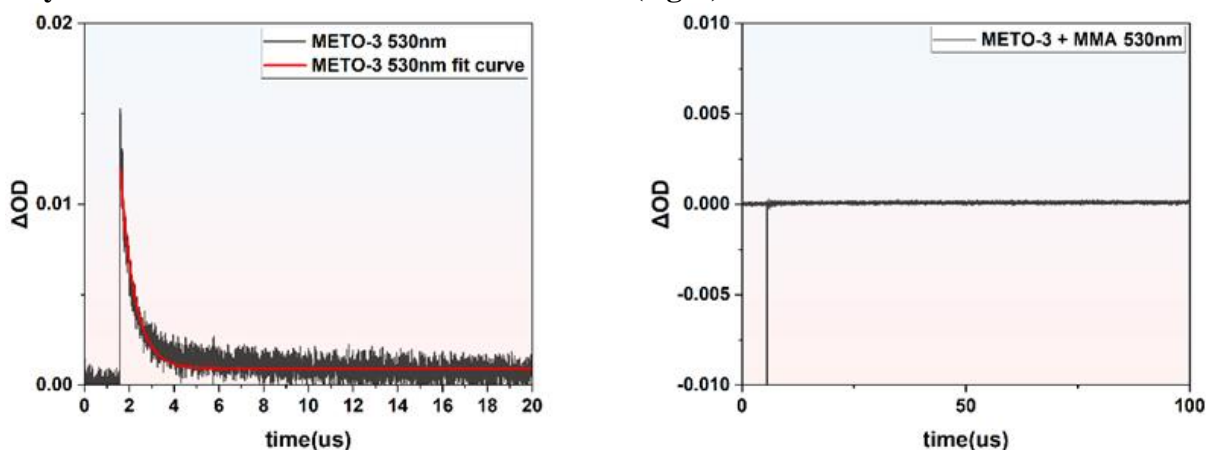 0.02
METO-3 530nm
METO-3 530nm fit curve
0.01
0.00
ΔOD
0 2 4 6 8 10 12 14 16 18 20
time(us)
0.010
METO-3 + MMA 530nm
0.005
0.000
-0.005
-0.010
ΔOD
0 50 100
time(us)